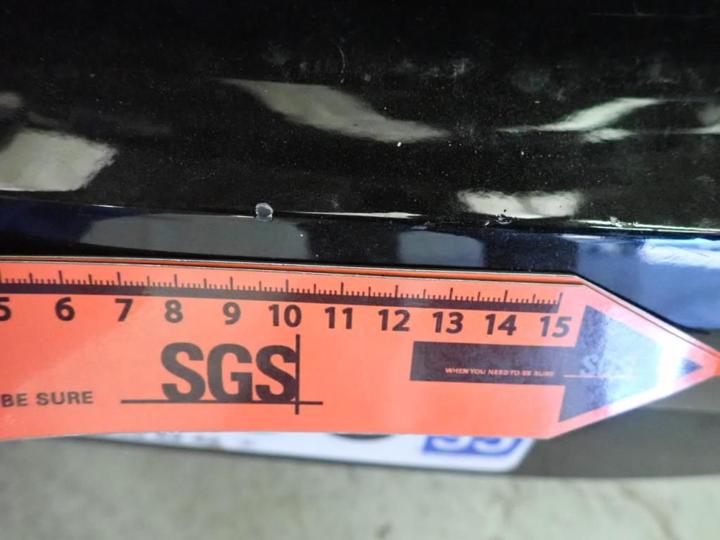 5 6 7 8 9 10 11 12 13 14 15
SGS
WHEN YOU NEED TO BE SURE
SGS
BE SURE